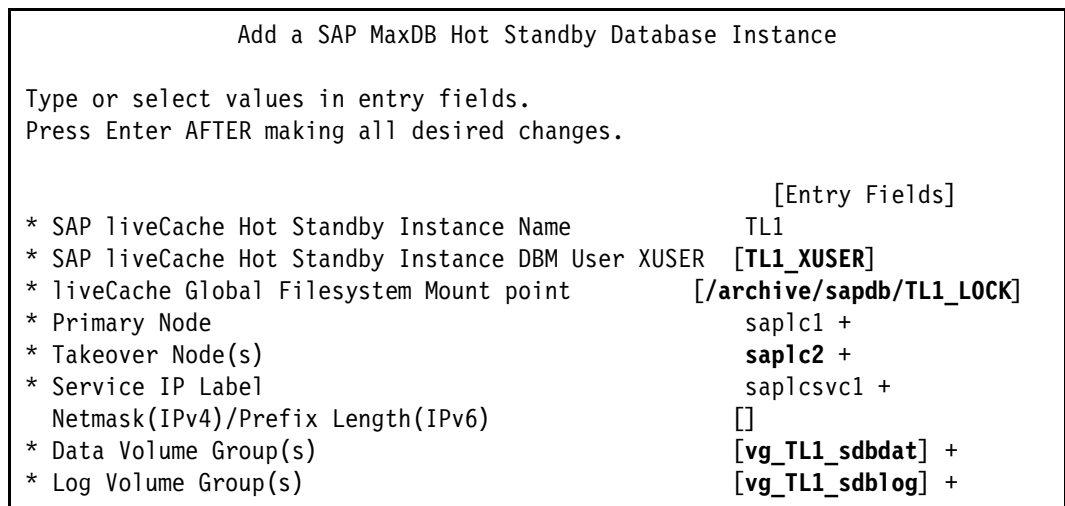 Add a SAP MaxDB Hot Standby Database Instance
Type or select values in entry fields.
Press Enter AFTER making all desired changes.
[Entry Fields]
* SAP liveCache Hot Standby Instance Name TL1
* SAP liveCache Hot Standby Instance DBM User XUSER [TL1_XUSER]
* liveCache Global Filesystem Mount point [/archive/sapdb/TL1_LOCK]
* Primary Node saplc1 +
* Takeover Node(s) saplc2 +
* Service IP Label saplcsvc1 +
Netmask(IPv4)/Prefix Length(IPv6) []
* Data Volume Group(s) [vg_TL1_sdbdat] +
* Log Volume Group(s) [vg_TL1_sdblog] +